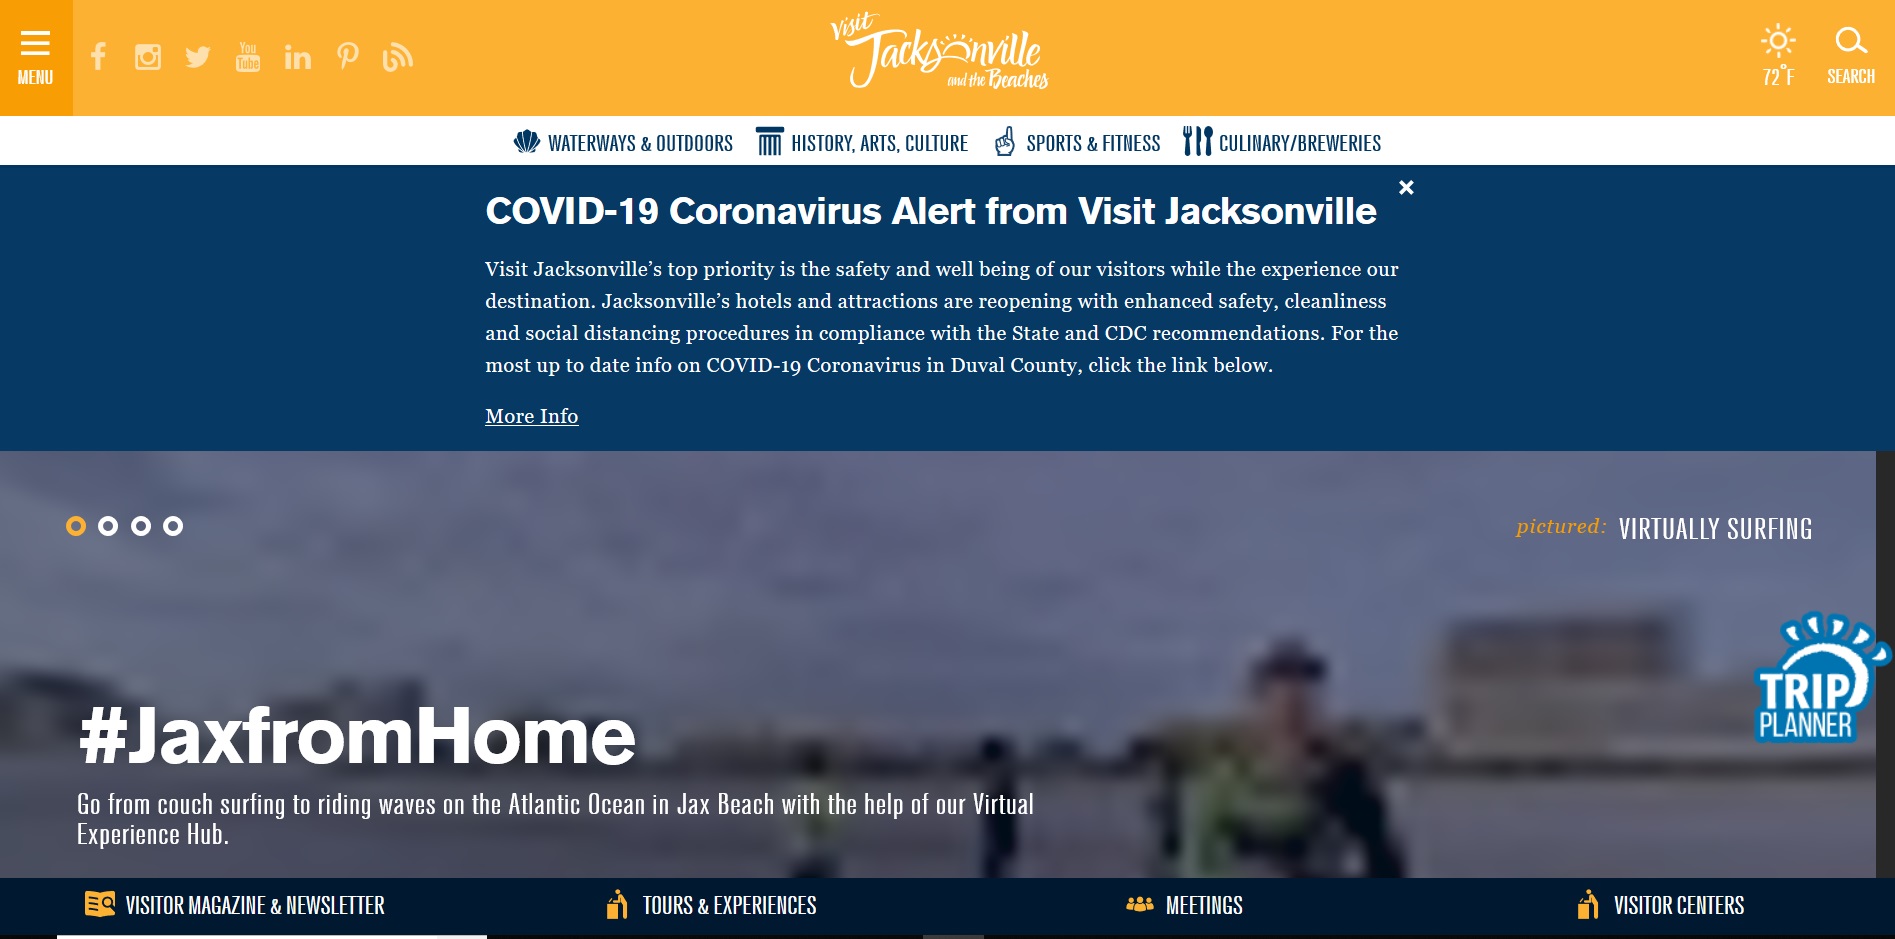 MENU
You
Tube
Visit
Jacksonville
and the Beaches
72°F
SEARCH
WATERWAYS & OUTDOORS
HISTORY, ARTS, CULTURE
SPORTS & FITNESS
CULINARY/BREWERIES
COVID-19 Coronavirus Alert from Visit Jacksonville
Visit Jacksonville’s top priority is the safety and well being of our visitors while the experience our
destination. Jacksonville’s hotels and attractions are reopening with enhanced safety, cleanliness
and social distancing procedures in compliance with the State and CDC recommendations. For the
most up to date info on COVID-19 Coronavirus in Duval County, click the link below.
More Info
pictured: VIRTUALLY SURFING
TRIP
PLANNER
#JaxfromHome
Go from couch surfing to riding waves on the Atlantic Ocean in Jax Beach with the help of our Virtual
Experience Hub.
VISITOR MAGAZINE & NEWSLETTER
TOURS & EXPERIENCES
MEETINGS
VISITOR CENTERS